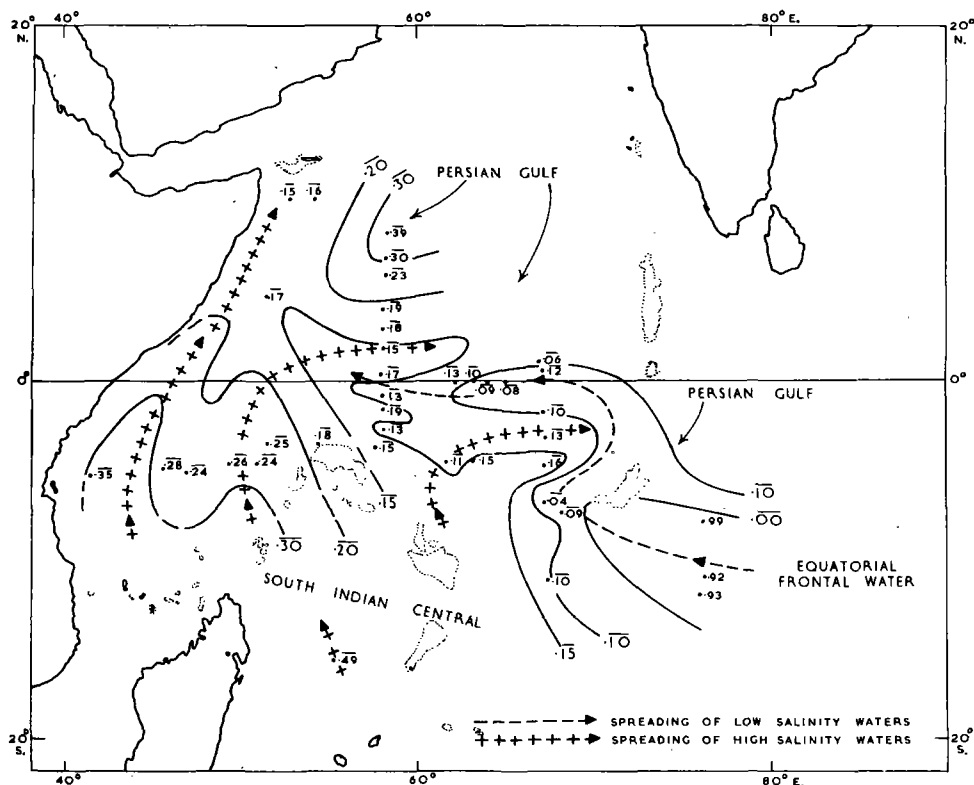 20° 40° 60° 80° E. 20°
N. N.
·20
·30 PERSIAN GULF
·15 ·16
·39
·30
·23
·17
·19
·18
·15
·06
0° ·17 ·13 ·10 ·12 0°
·13 ·09 ·08
·19 ·10 PERSIAN GULF
·13 ·13
·25 ·18 ·15
·35 ·28 ·24 ·26 ·24 ·11 ·15 ·16
·15 ·04 ·10
·09 ·99 ·00
·30 ·20
EQUATORIAL
FRONTAL WATER
SOUTH INDIAN CENTRAL
·10 ·92
·93
·15 ·10
·49
SPREADING OF LOW SALINITY WATERS
SPREADING OF HIGH SALINITY WATERS
20° 20°
S. S.
40° 60° 80° E.